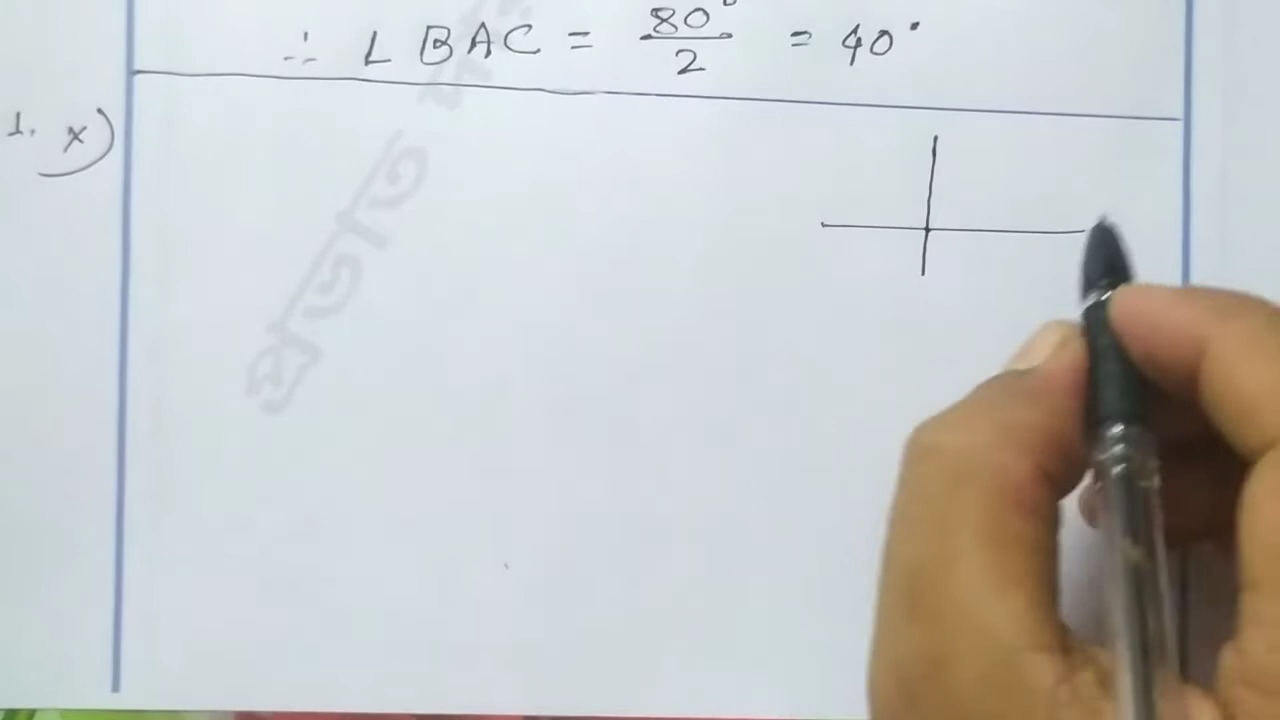 ∴ ∠ BAC = 80°/2 = 40°
1. x)